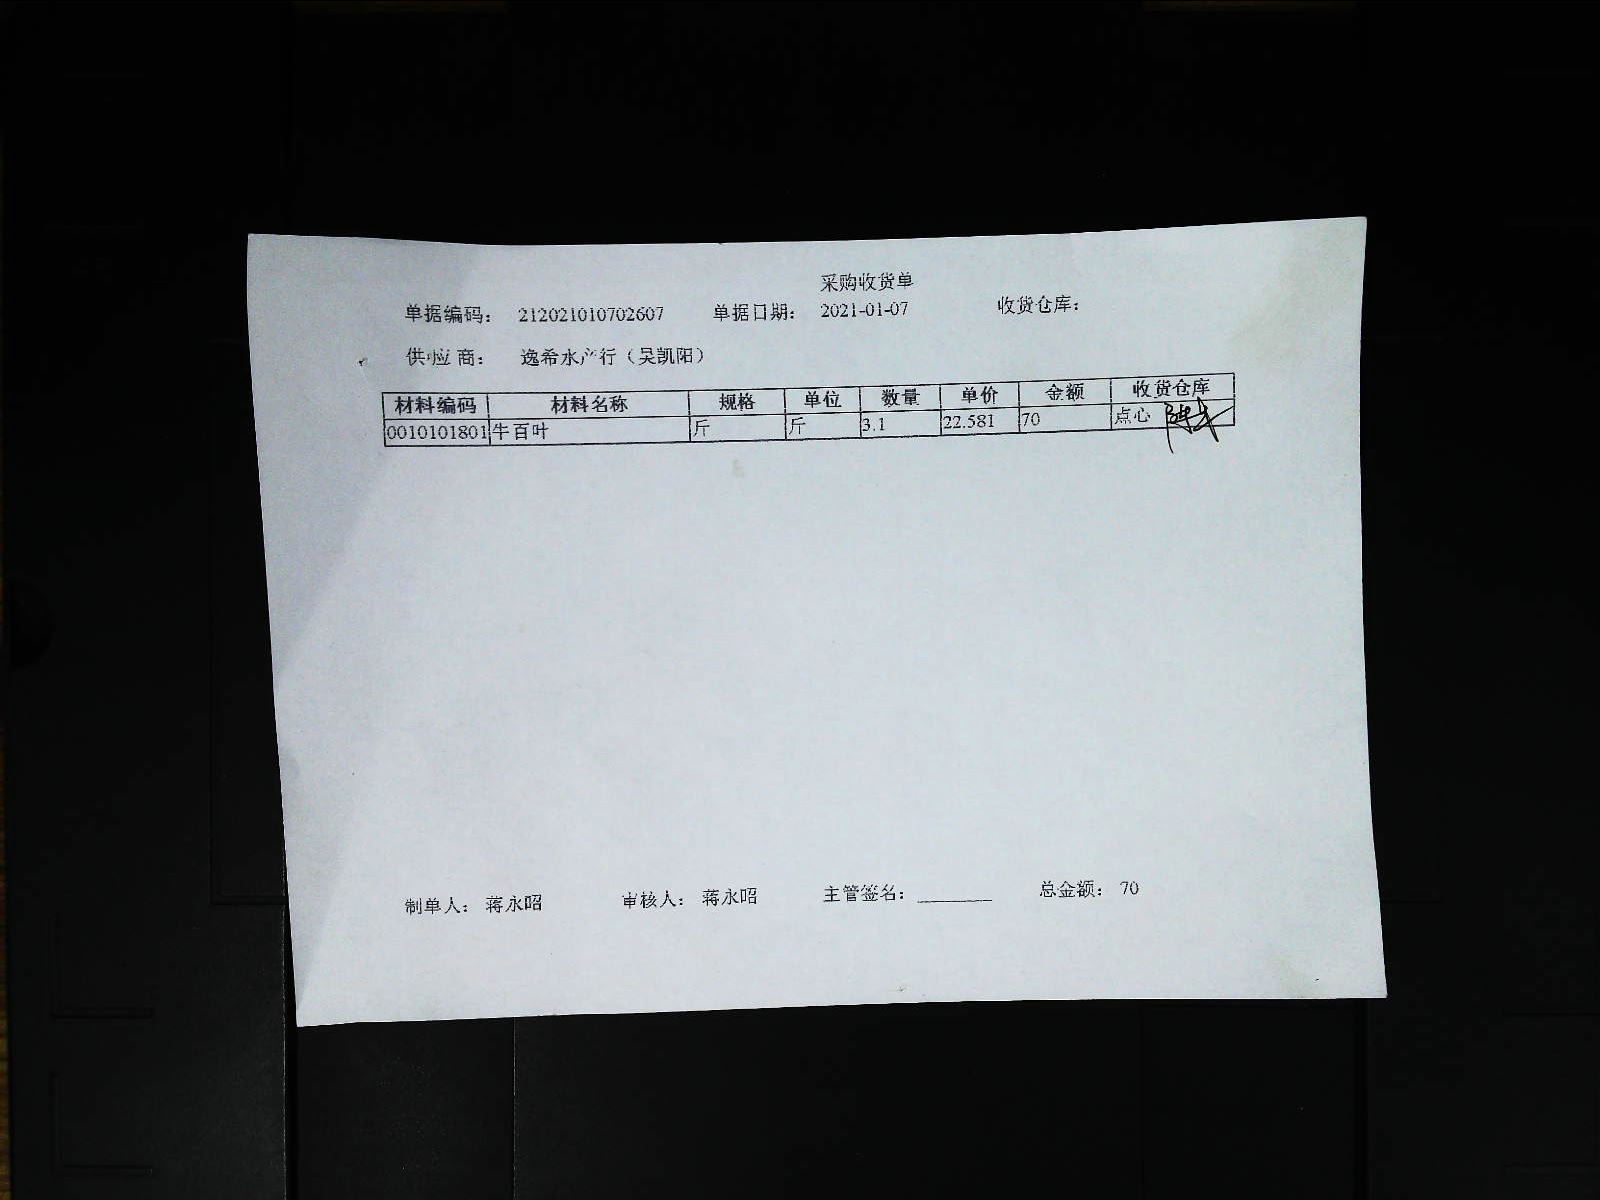 采购收货单
单据编码： 212021010702607 单据日期： 2021-01-07 收货仓库：
供应商： 逸希水产行（吴凯阳）
材料编码 材料名称 规格 单位 数量 单价 金额 收货仓库
0010101801 牛百叶 斤 斤 3.1 22.581 70 点心
制单人： 蒋永昭 审核人： 蒋永昭 主管签名： ________ 总金额： 70